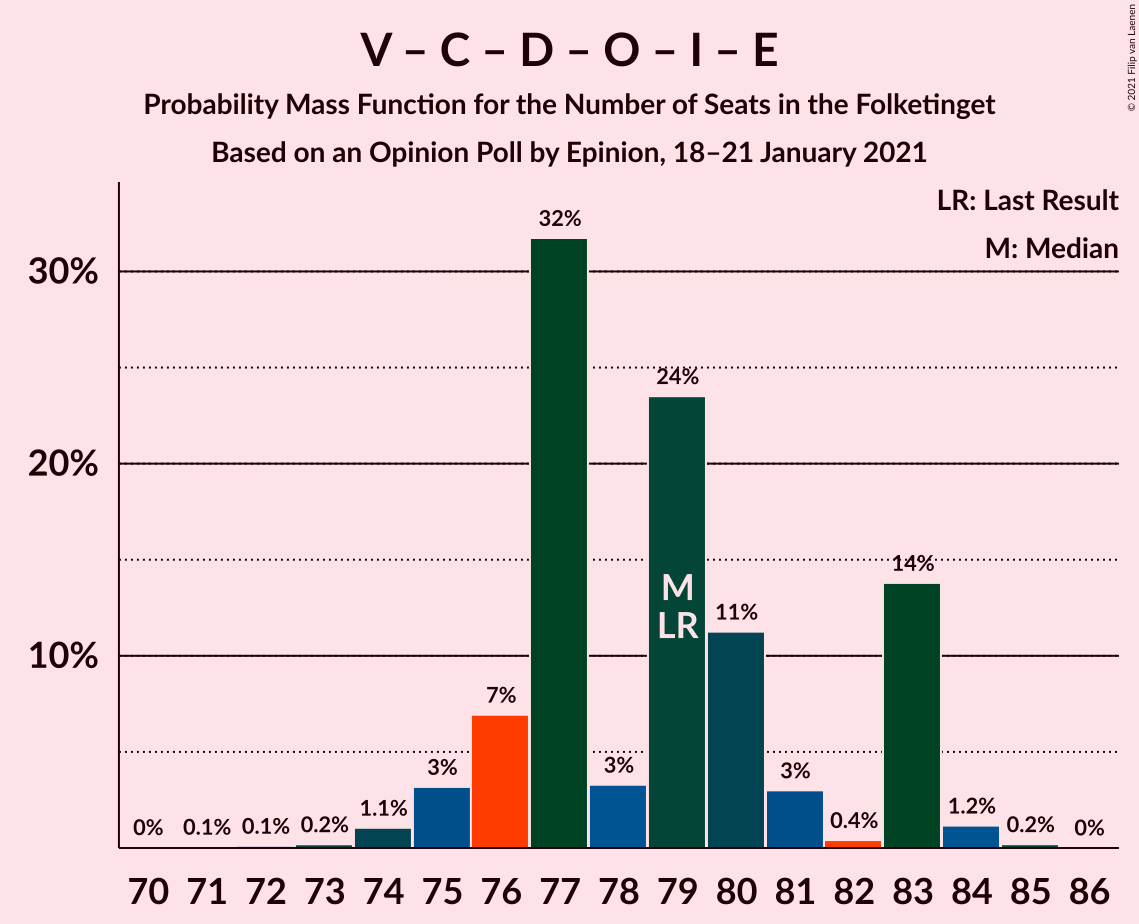 V – C – D – O – I – E
Probability Mass Function for the Number of Seats in the Folketinget
Based on an Opinion Poll by Epinion, 18–21 January 2021
© 2021 Filip van Laenen
LR: Last Result
M: Median
30%
20%
10%
0%
0.1%
0.1%
0.2%
1.1%
3%
7%
32%
3%
24%
11%
3%
0.4%
14%
1.2%
0.2%
0%
M
LR
70 71 72 73 74 75 76 77 78 79 80 81 82 83 84 85 86